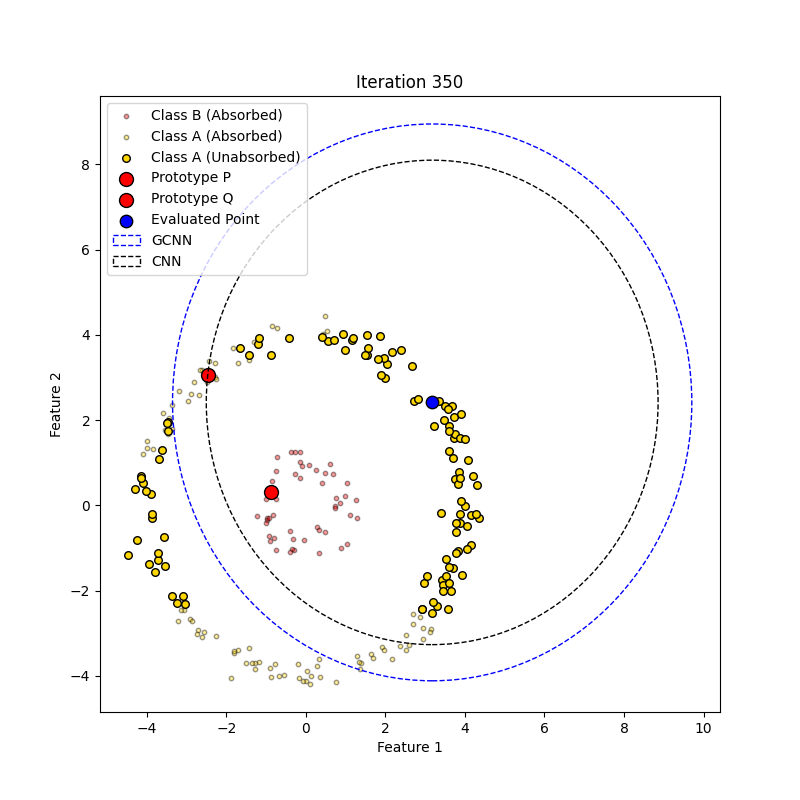 Iteration 350
Class B (Absorbed)
Class A (Absorbed)
Class A (Unabsorbed)
Prototype P
Prototype Q
Evaluated Point
GCNN
CNN
8
6
4
2
0
−2
−4
Feature 2
−4 −2 0 2 4 6 8 10
Feature 1